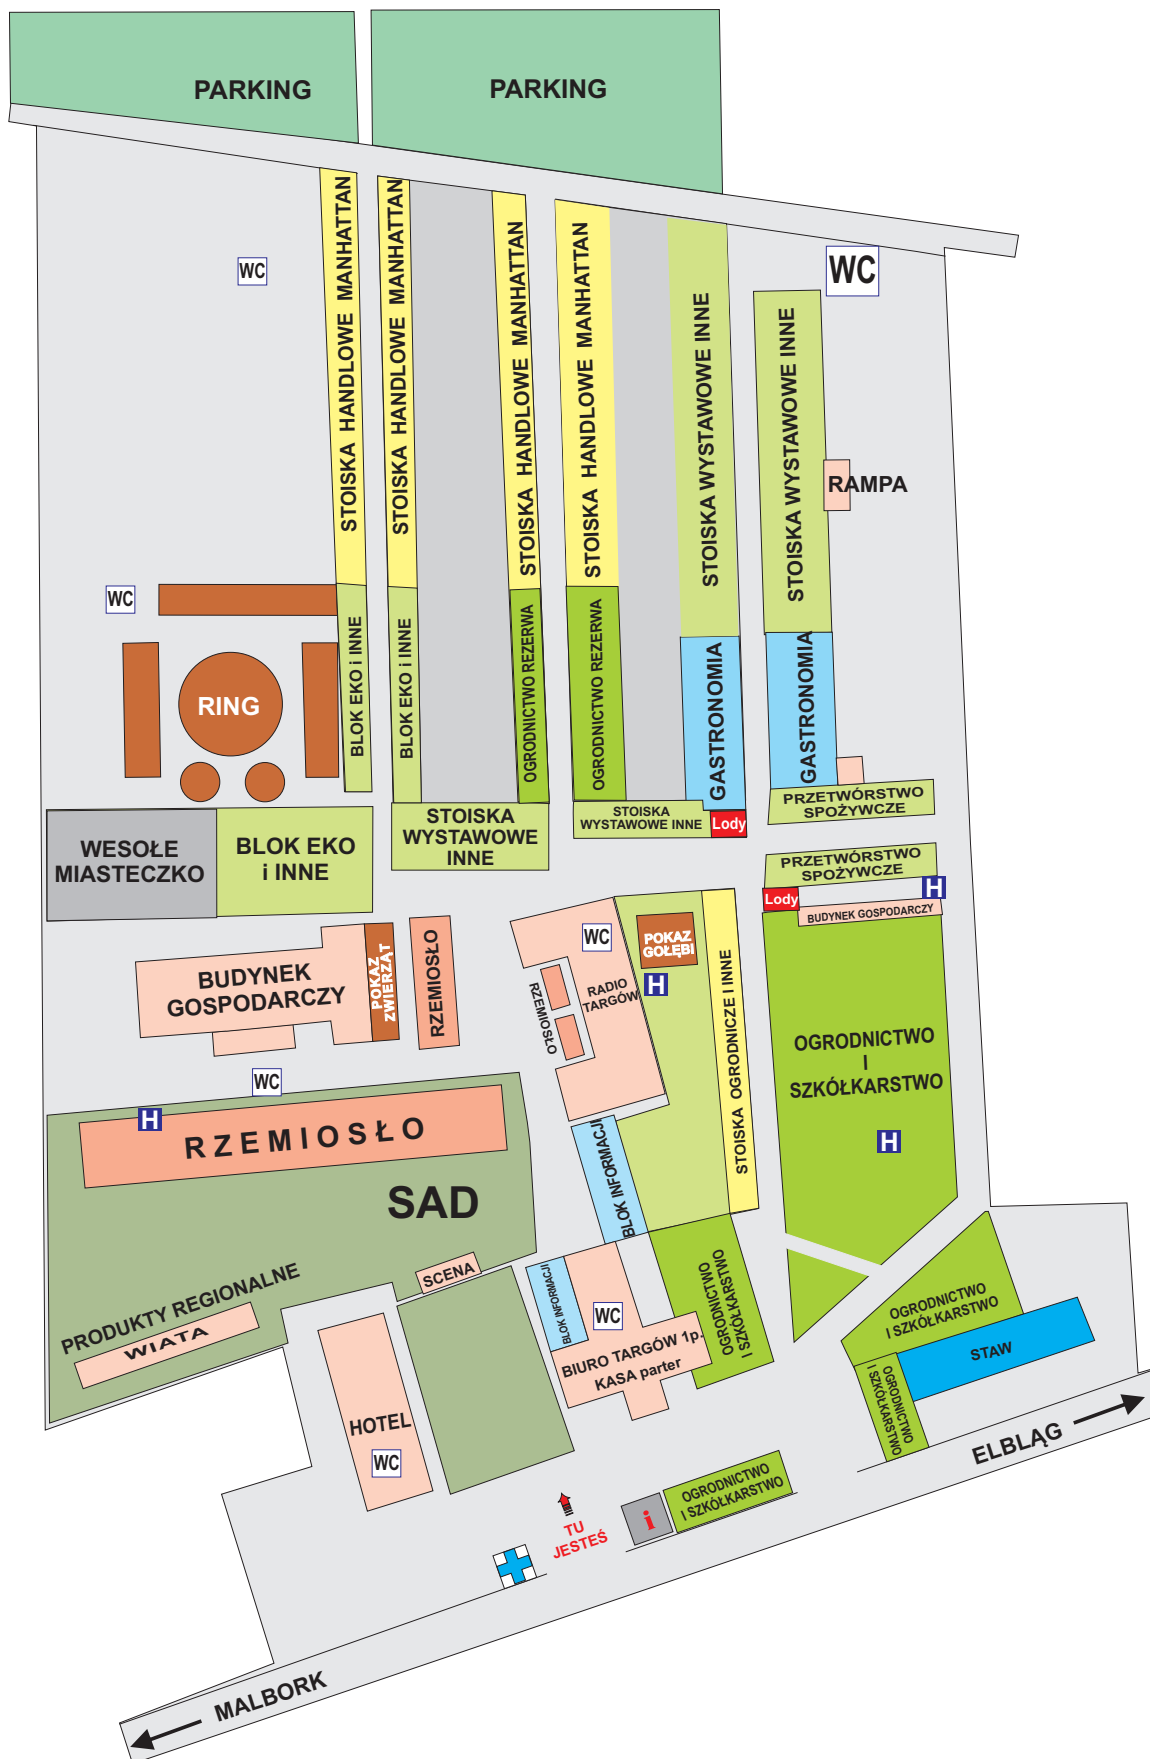 PARKING
PARKING
STOISKA HANDLOWE MANHATTAN
STOISKA HANDLOWE MANHATTAN
STOISKA HANDLOWE MANHATTAN
STOISKA HANDLOWE MANHATTAN
STOISKA WYSTAWOWE INNE
STOISKA WYSTAWOWE INNE
WC
WC
RAMPA
WC
BLOK EKO i INNE
BLOK EKO i INNE
OGRODNICTWO REZERWA
OGRODNICTWO REZERWA
GASTRONOMIA
GASTRONOMIA
RING
PRZETWÓRSTWO
SPOŻYWCZE
STOISKA
WYSTAWOWE
INNE
STOISKA
WYSTAWOWE INNE
Lody
WESOŁE
MIASTECZKO
BLOK EKO
i INNE
PRZETWÓRSTWO
SPOŻYWCZE
H
Lody
BUDYNEK GOSPODARCZY
BUDYNEK
GOSPODARCZY
POKAZ
ZWIERZĄT
RZEMIOSŁO
WC
RZEMIOSŁO
RADIO
TARGÓW
POKAZ
GOŁĘBI
H
STOISKA OGRODNICZE I INNE
OGRODNICTWO
I
SZKÓŁKARSTWO
H
WC
H
RZEMIOSŁO
SAD
BLOK INFORMACJI
PRODUKTY REGIONALNE
WIATA
SCENA
BLOK INFORMACJI
WC
BIURO TARGÓW 1p.
KASA parter
OGRODNICTWO
I SZKÓŁKARSTWO
OGRODNICTWO
I SZKÓŁKARSTWO
STAW
OGRODNICTWO
I SZKÓŁKARSTWO
HOTEL
WC
ELBLĄG
OGRODNICTWO
I SZKÓŁKARSTWO
i
TU
JESTEŚ
MALBORK